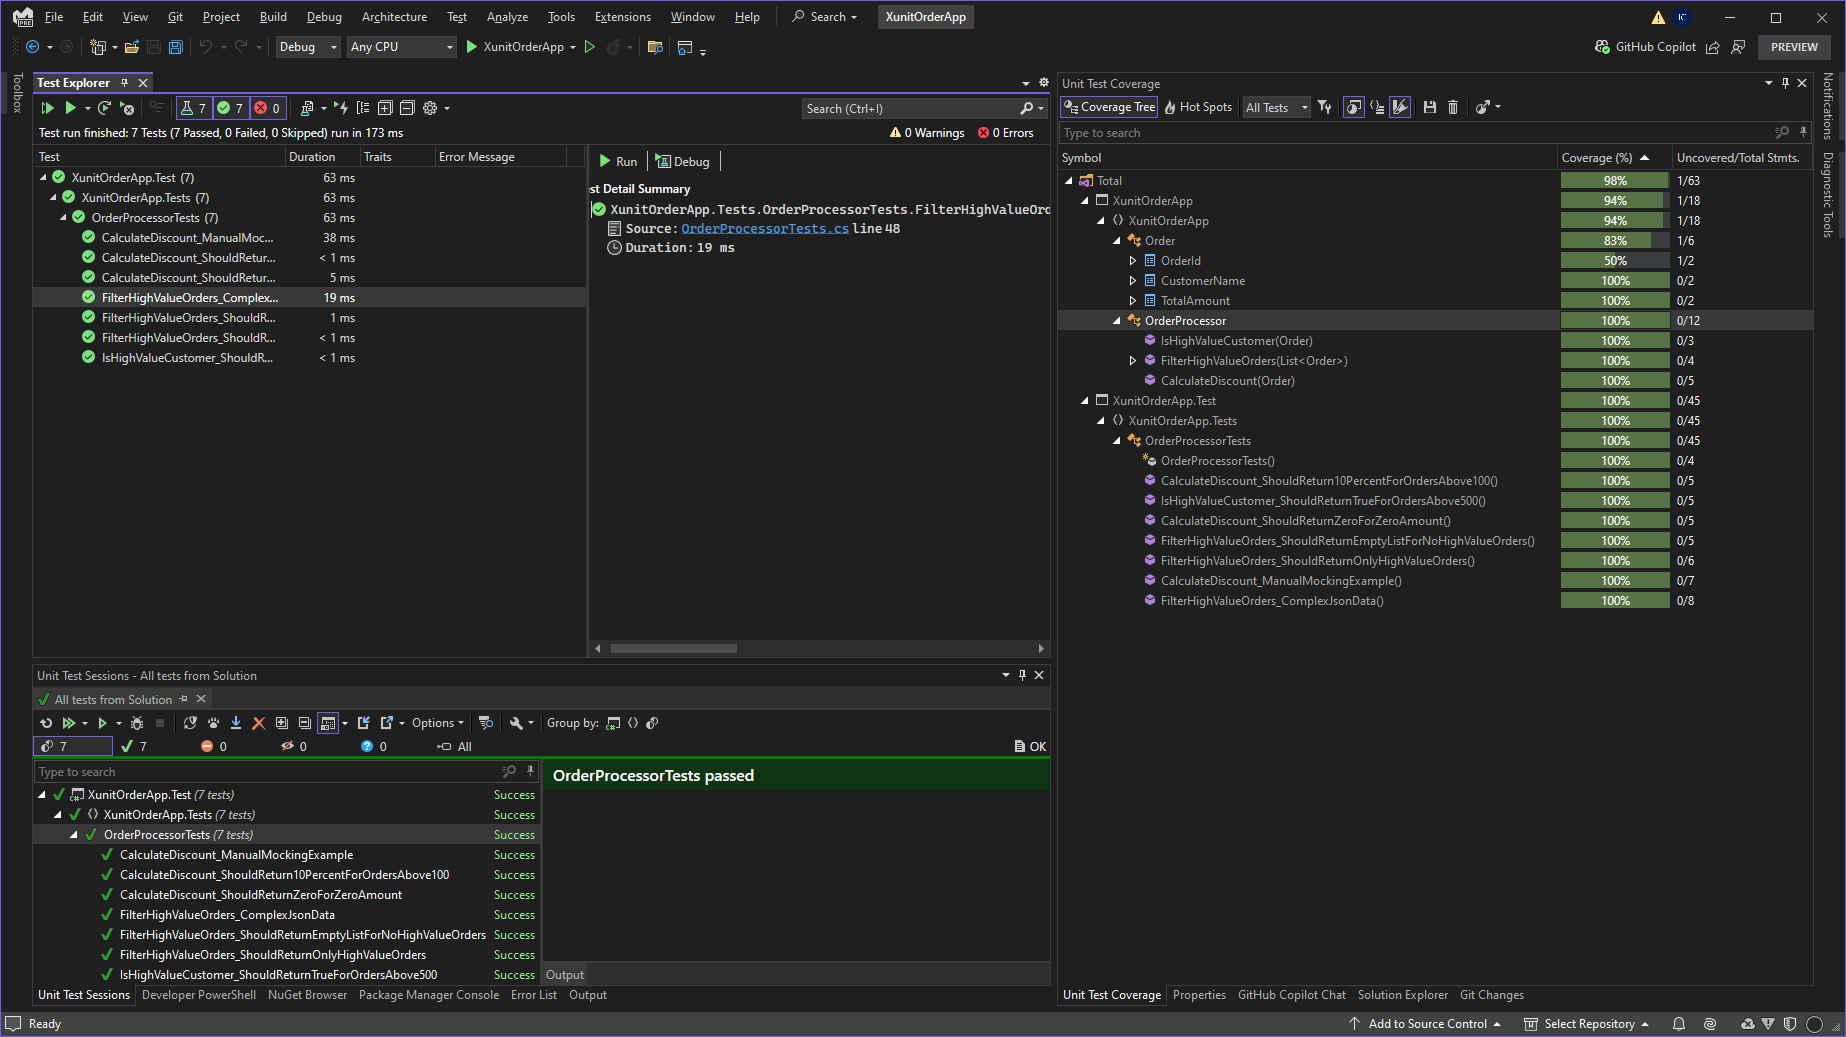 File Edit View Git Project Build Debug Architecture Test Analyze Tools Extensions Window Help Search XunitOrderApp IC
Debug Any CPU XunitOrderApp GitHub Copilot PREVIEW
Toolbox
Test Explorer
7 7 0 Search (Ctrl+I)
Test run finished: 7 Tests (7 Passed, 0 Failed, 0 Skipped) run in 173 ms 0 Warnings 0 Errors
Test Duration Traits Error Message
XunitOrderApp.Test (7) 63 ms
XunitOrderApp.Tests (7) 63 ms
OrderProcessorTests (7) 63 ms
CalculateDiscount_ManualMoc... 38 ms
CalculateDiscount_ShouldRetur... < 1 ms
CalculateDiscount_ShouldRetur... 5 ms
FilterHighValueOrders_Complex... 19 ms
FilterHighValueOrders_ShouldR... 1 ms
FilterHighValueOrders_ShouldR... < 1 ms
IsHighValueCustomer_ShouldR... < 1 ms
Run Debug
st Detail Summary
XunitOrderApp.Tests.OrderProcessorTests.FilterHighValueOrd
Source: OrderProcessorTests.cs line 48
Duration: 19 ms
Unit Test Sessions - All tests from Solution
All tests from Solution
Options Group by:
7 7 0 0 0 All OK
Type to search
XunitOrderApp.Test (7 tests) Success
XunitOrderApp.Tests (7 tests) Success
OrderProcessorTests (7 tests) Success
CalculateDiscount_ManualMockingExample Success
CalculateDiscount_ShouldReturn10PercentForOrdersAbove100 Success
CalculateDiscount_ShouldReturnZeroForZeroAmount Success
FilterHighValueOrders_ComplexJsonData Success
FilterHighValueOrders_ShouldReturnEmptyListForNoHighValueOrders Success
FilterHighValueOrders_ShouldReturnOnlyHighValueOrders Success
IsHighValueCustomer_ShouldReturnTrueForOrdersAbove500 Success
OrderProcessorTests passed
Output
Unit Test Sessions Developer PowerShell NuGet Browser Package Manager Console Error List Output
Unit Test Coverage
Coverage Tree Hot Spots All Tests
Type to search
Symbol Coverage (%) Uncovered/Total Stmts.
Total 98% 1/63
XunitOrderApp 94% 1/18
XunitOrderApp 94% 1/18
Order 83% 1/6
OrderId 50% 1/2
CustomerName 100% 0/2
TotalAmount 100% 0/2
OrderProcessor 100% 0/12
IsHighValueCustomer(Order) 100% 0/3
FilterHighValueOrders(List<Order>) 100% 0/4
CalculateDiscount(Order) 100% 0/5
XunitOrderApp.Test 100% 0/45
XunitOrderApp.Tests 100% 0/45
OrderProcessorTests 100% 0/45
OrderProcessorTests() 100% 0/4
CalculateDiscount_ShouldReturn10PercentForOrdersAbove100() 100% 0/5
IsHighValueCustomer_ShouldReturnTrueForOrdersAbove500() 100% 0/5
CalculateDiscount_ShouldReturnZeroForZeroAmount() 100% 0/5
FilterHighValueOrders_ShouldReturnEmptyListForNoHighValueOrders() 100% 0/5
FilterHighValueOrders_ShouldReturnOnlyHighValueOrders() 100% 0/6
CalculateDiscount_ManualMockingExample() 100% 0/7
FilterHighValueOrders_ComplexJsonData() 100% 0/8
Unit Test Coverage Properties GitHub Copilot Chat Solution Explorer Git Changes
Notifications
Diagnostic Tools
Ready Add to Source Control Select Repository